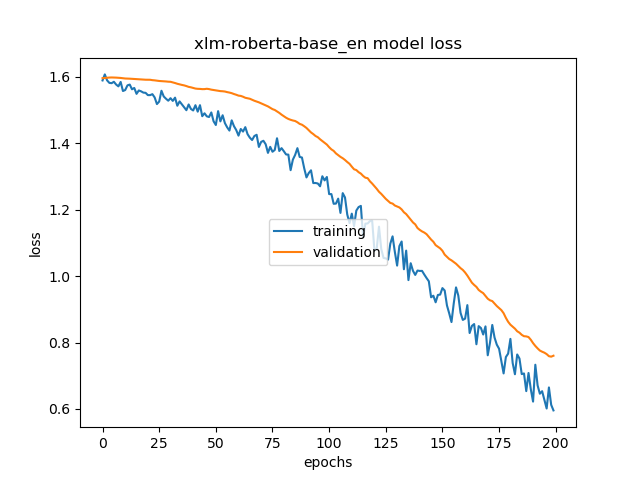 xlm-roberta-base_en model loss
loss
1.6
1.4
1.2
1.0
0.8
0.6
training
validation
0 25 50 75 100 125 150 175 200
epochs